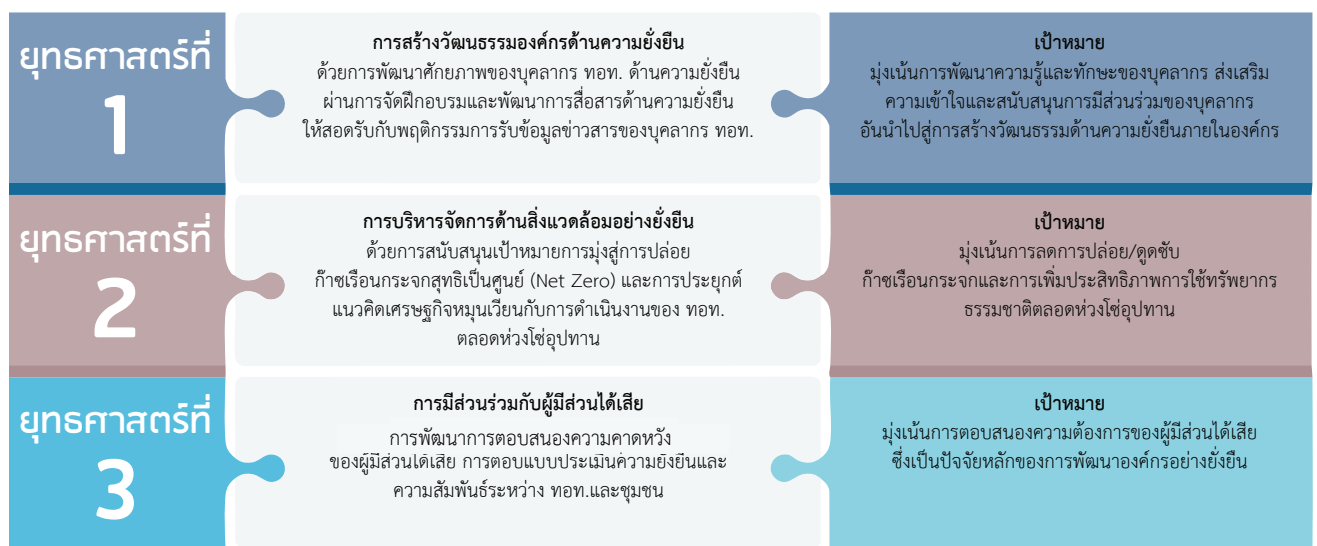 ยุทธศาสตร์ที่
1
การสร้างวัฒนธรรมองค์กรด้านความยั่งยืน
ด้วยการพัฒนาศักยภาพของบุคลากร ทอท. ด้านความยั่งยืน
ผ่านการจัดฝึกอบรมและพัฒนาการสื่อสารด้านความยั่งยืน
ให้สอดรับกับพฤติกรรมการรับข้อมูลข่าวสารของบุคลากร ทอท.
เป้าหมาย
มุ่งเน้นการพัฒนาความรู้และทักษะของบุคลากร ส่งเสริม
ความเข้าใจและสนับสนุนการมีส่วนร่วมของบุคลากร
อันนำไปสู่การสร้างวัฒนธรรมด้านความยั่งยืนภายในองค์กร
ยุทธศาสตร์ที่
2
การบริหารจัดการด้านสิ่งแวดล้อมอย่างยั่งยืน
ด้วยการสนับสนุนเป้าหมายการมุ่งสู่การปล่อย
ก๊าซเรือนกระจกสุทธิเป็นศูนย์ (Net Zero) และการประยุกต์
แนวคิดเศรษฐกิจหมุนเวียนกับการดำเนินงานของ ทอท.
ตลอดห่วงโซ่อุปทาน
เป้าหมาย
มุ่งเน้นการลดการปล่อย/ดูดซับ
ก๊าซเรือนกระจกและการเพิ่มประสิทธิภาพการใช้ทรัพยากร
ธรรมชาติตลอดห่วงโซ่อุปทาน
ยุทธศาสตร์ที่
3
การมีส่วนร่วมกับผู้มีส่วนได้เสีย
การพัฒนาการตอบสนองความคาดหวัง
ของผู้มีส่วนได้เสีย การตอบแบบประเมินความยั่งยืนและ
ความสัมพันธ์ระหว่าง ทอท.และชุมชน
เป้าหมาย
มุ่งเน้นการตอบสนองความต้องการของผู้มีส่วนได้เสีย
ซึ่งเป็นปัจจัยหลักของการพัฒนาองค์กรอย่างยั่งยืน